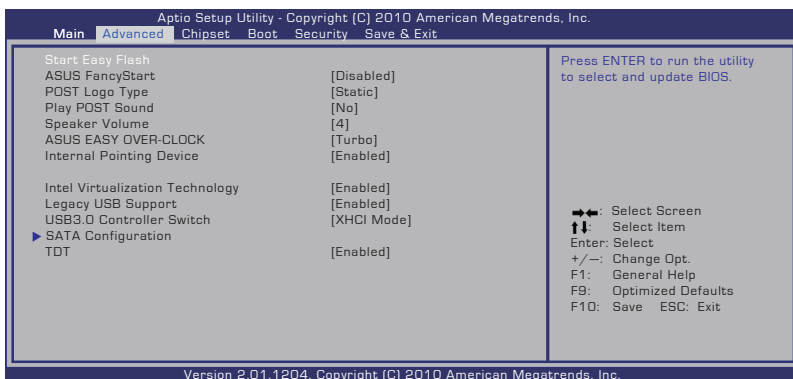 Aptio Setup Utility - Copyright (C) 2010 American Megatrends, Inc.
Main Advanced Chipset Boot Security Save & Exit
Start Easy Flash
ASUS FancyStart [Disabled]
POST Logo Type [Static]
Play POST Sound [No]
Speaker Volume [4]
ASUS EASY OVER-CLOCK [Turbo]
Internal Pointing Device [Enabled]
Intel Virtualization Technology [Enabled]
Legacy USB Support [Enabled]
USB3.0 Controller Switch [XHCI Mode]
SATA Configuration
TDT [Enabled]
Press ENTER to run the utility
to select and update BIOS.
→←: Select Screen
↑↓: Select Item
Enter: Select
+/—: Change Opt.
F1: General Help
F9: Optimized Defaults
F10: Save ESC: Exit
Version 2.01.1204. Copyright (C) 2010 American Megatrends, Inc.